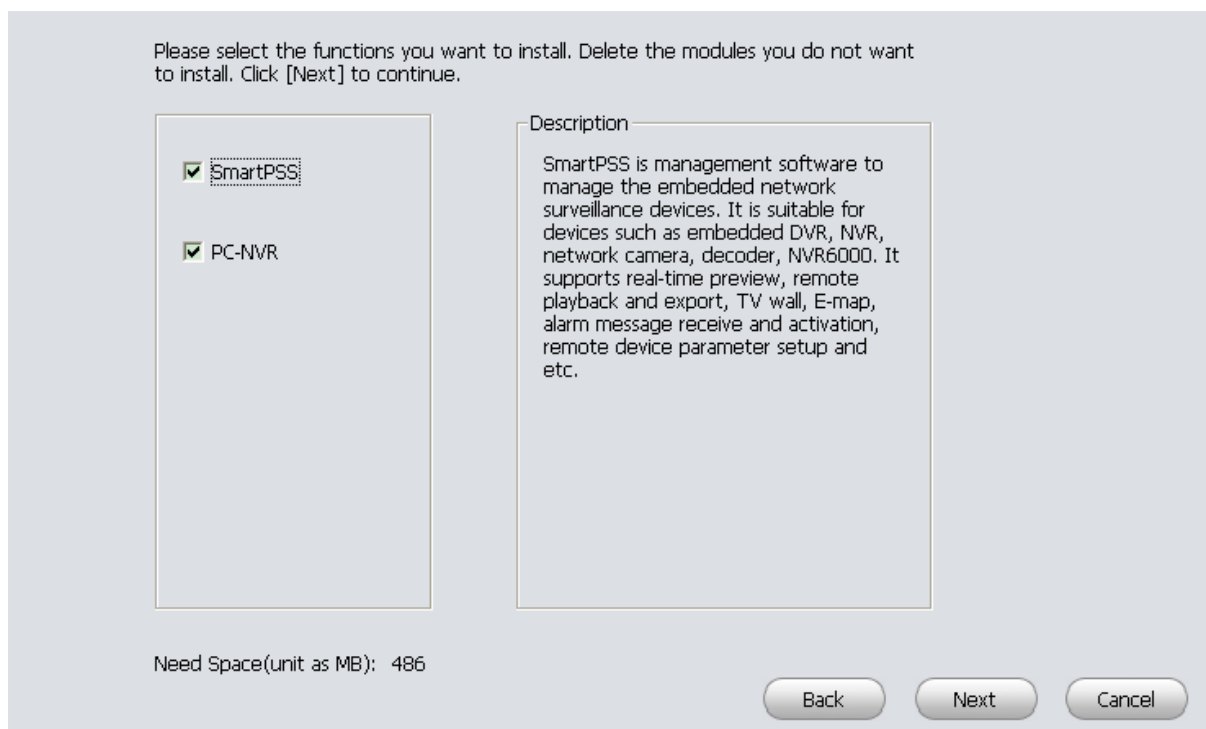 Please select the functions you want to install. Delete the modules you do not want
to install. Click [Next] to continue.
SmartPSS
PC-NVR
Description
SmartPSS is management software to
manage the embedded network
surveillance devices. It is suitable for
devices such as embedded DVR, NVR,
network camera, decoder, NVR6000. It
supports real-time preview, remote
playback and export, TV wall, E-map,
alarm message receive and activation,
remote device parameter setup and
etc.
Need Space(unit as MB): 486
Back
Next
Cancel